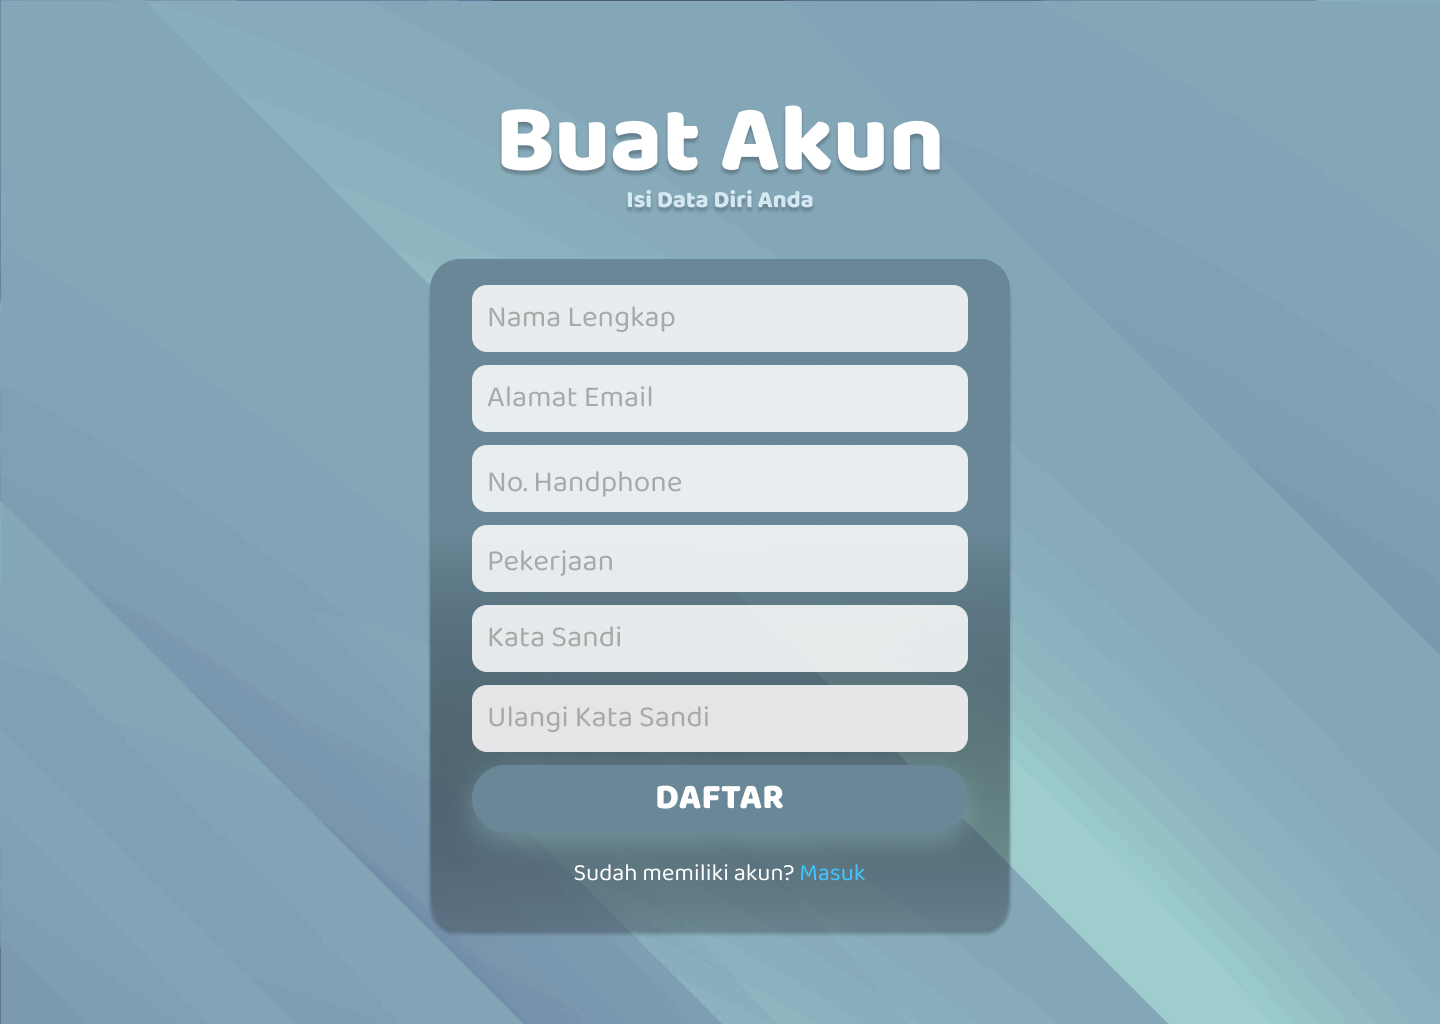 Buat Akun
Isi Data Diri Anda
Nama Lengkap
Alamat Email
No. Handphone
Pekerjaan
Kata Sandi
Ulangi Kata Sandi
DAFTAR
Sudah memiliki akun? Masuk